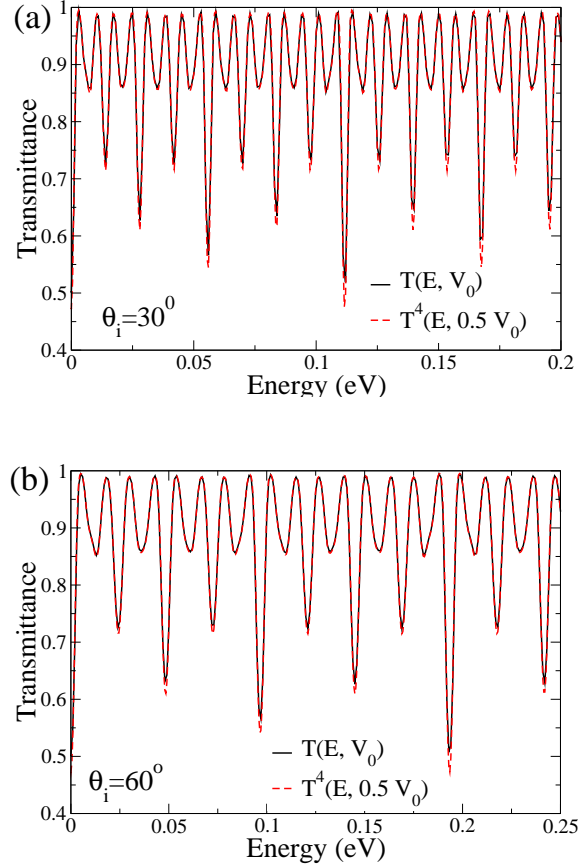 (a)
1
0.9
0.8
0.7
0.6
0.5
0.4
Transmittance
T(E, V₀)
T⁴(E, 0.5 V₀)
θᵢ=30⁰
0 0.05 0.1 0.15 0.2
Energy (eV)
(b)
1
0.9
0.8
0.7
0.6
0.5
0.4
Transmittance
T(E, V₀)
T⁴(E, 0.5 V₀)
θᵢ=60ᵒ
0 0.05 0.1 0.15 0.2 0.25
Energy (eV)